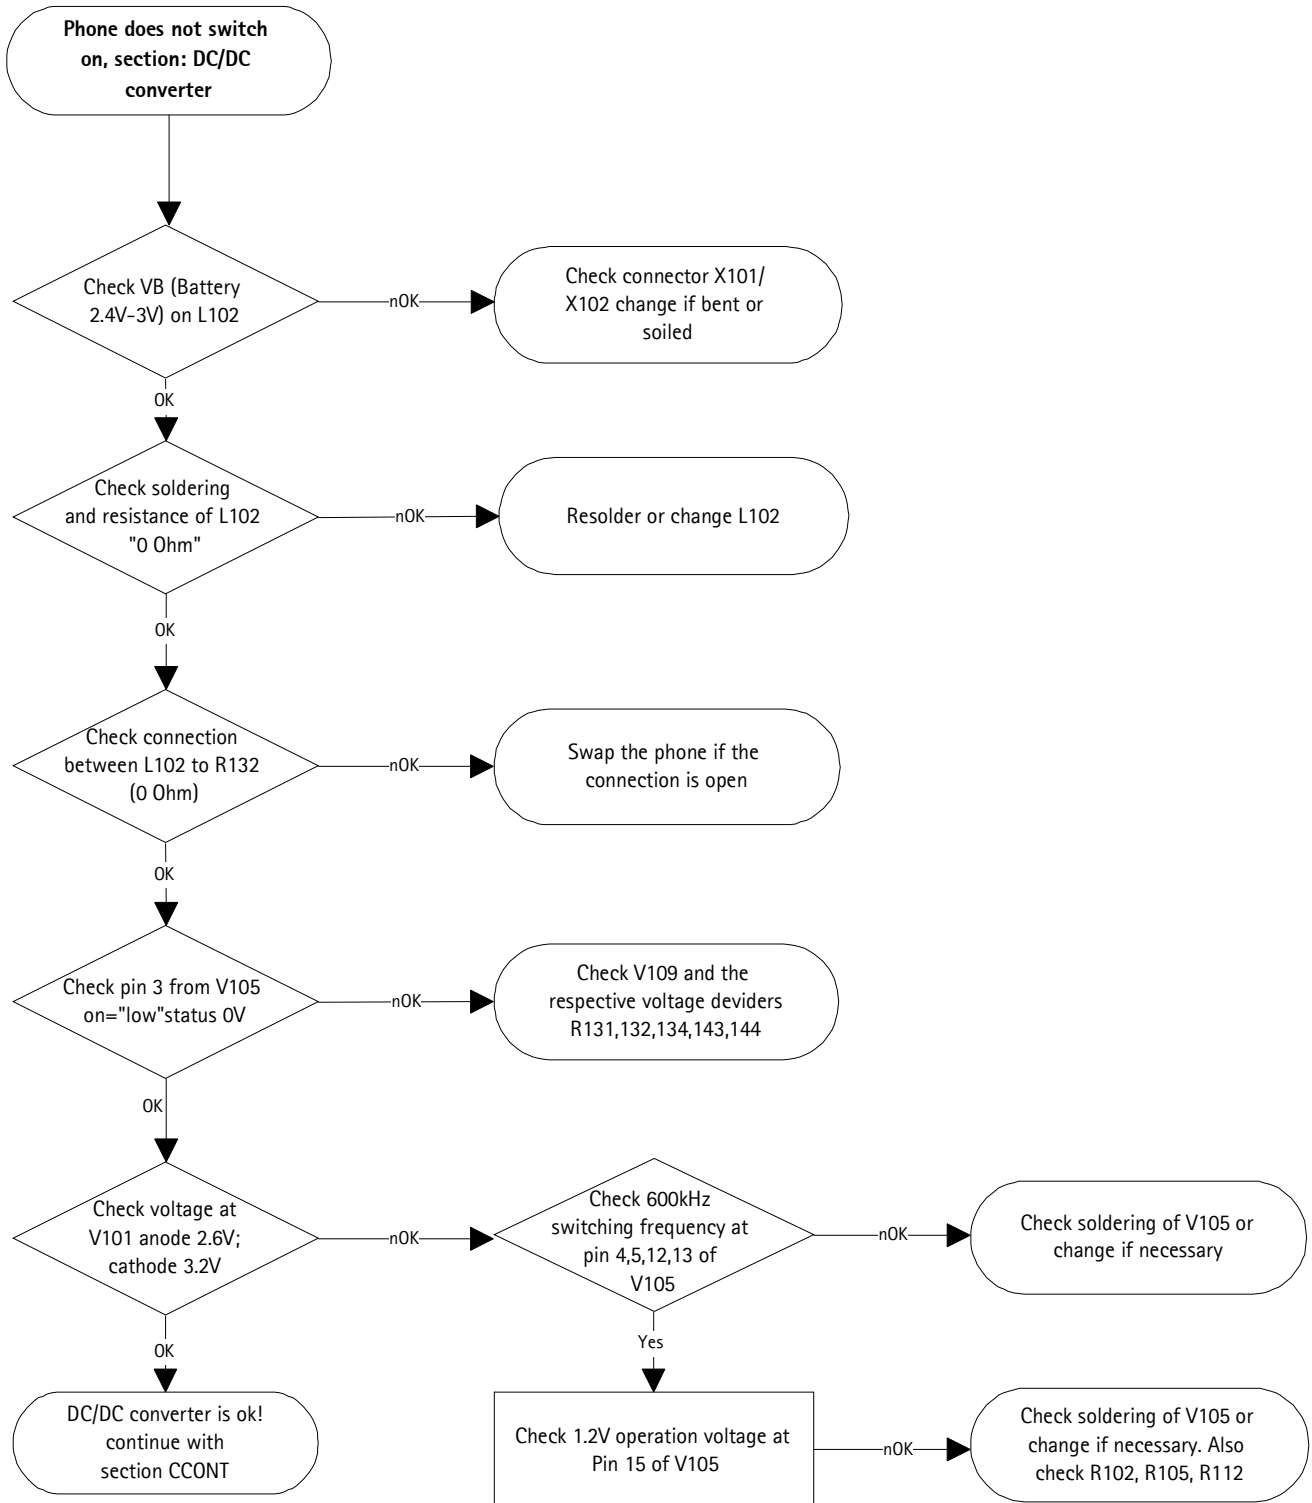 Phone does not switch
on, section: DC/DC
converter
Check VB (Battery
2.4V-3V) on L102
nOK
Check connector X101/
X102 change if bent or
soiled
OK
Check soldering
and resistance of L102
"0 Ohm"
nOK
Resolder or change L102
OK
Check connection
between L102 to R132
(0 Ohm)
nOK
Swap the phone if the
connection is open
OK
Check pin 3 from V105
on="low"status 0V
nOK
Check V109 and the
respective voltage deviders
R131,132,134,143,144
OK
Check voltage at
V101 anode 2.6V;
cathode 3.2V
nOK
Check 600kHz
switching frequency at
pin 4,5,12,13 of
V105
nOK
Check soldering of V105 or
change if necessary
OK
Yes
DC/DC converter is ok!
continue with
section CCONT
Check 1.2V operation voltage at
Pin 15 of V105
nOK
Check soldering of V105 or
change if necessary. Also
check R102, R105, R112